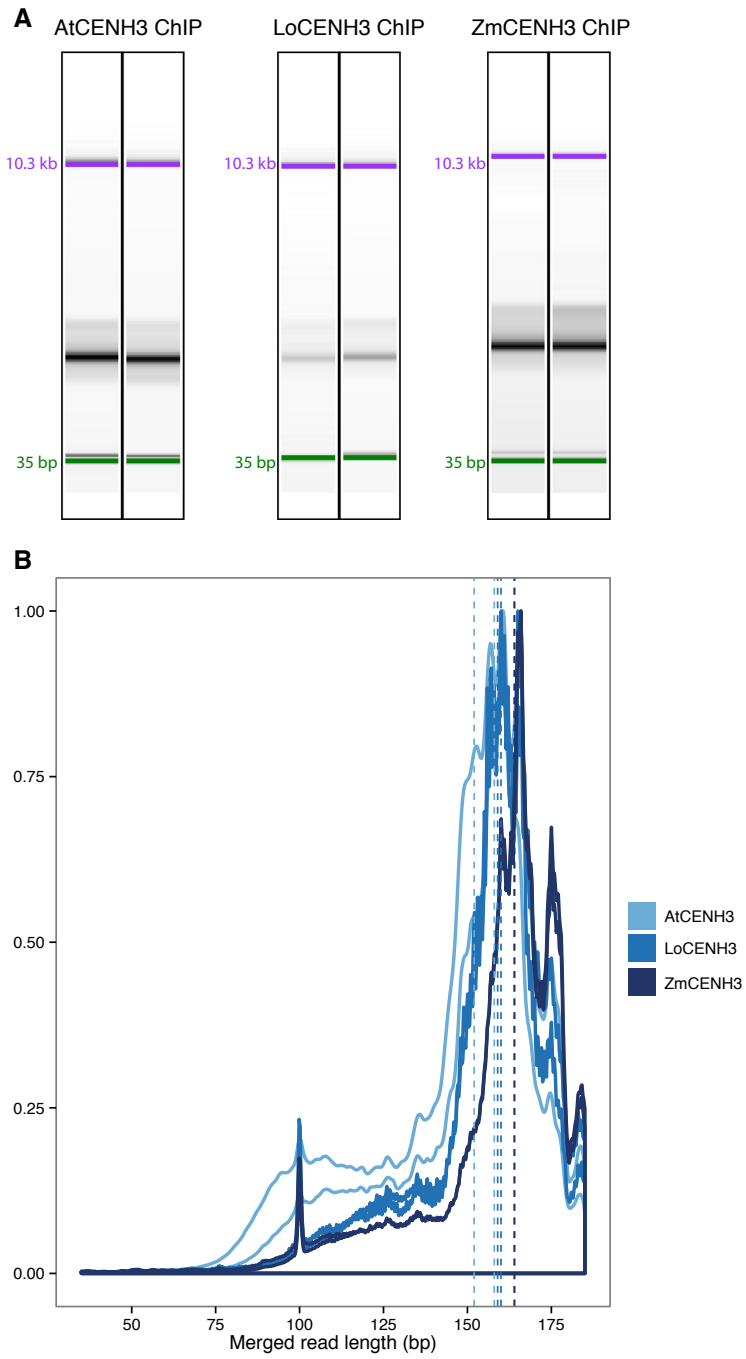 A
AtCENH3 ChIP LoCENH3 ChIP ZmCENH3 ChIP
10.3 kb 10.3 kb 10.3 kb
35 bp 35 bp 35 bp
B
1.00
0.75
0.50
0.25
0.00
50 75 100 125 150 175
Merged read length (bp)
AtCENH3
LoCENH3
ZmCENH3